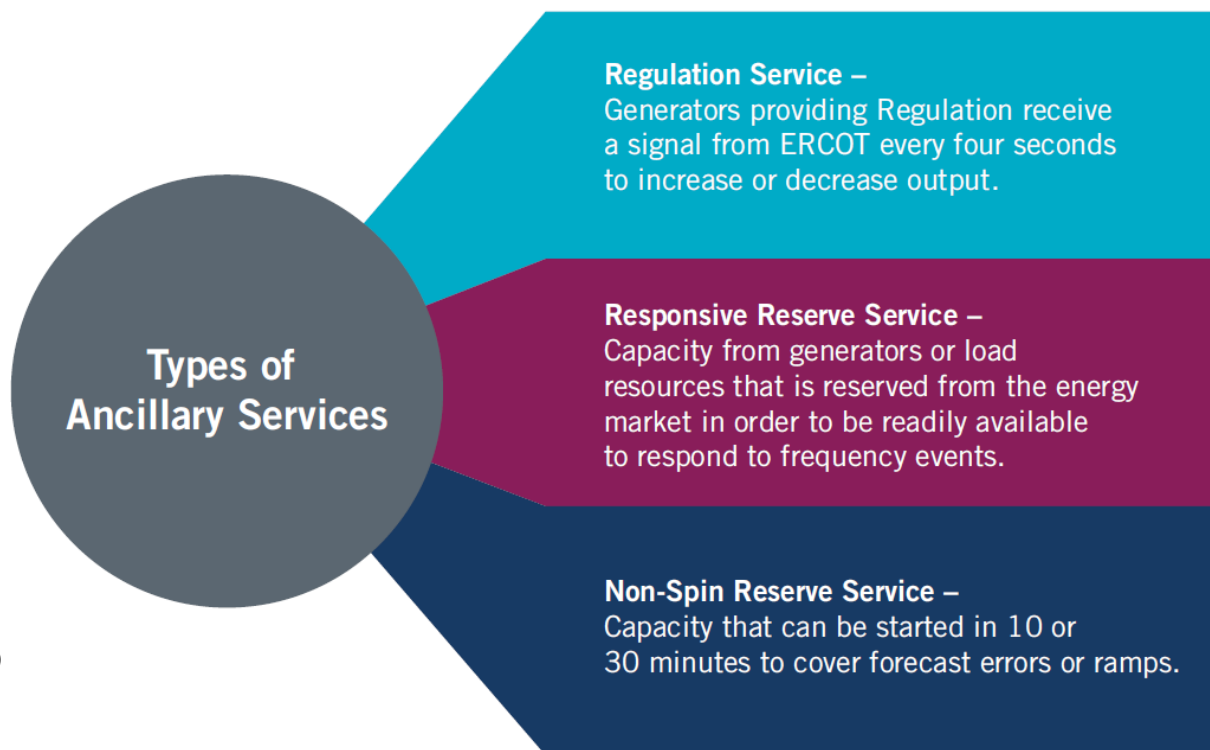 Types of
Ancillary Services
Regulation Service –
Generators providing Regulation receive
a signal from ERCOT every four seconds
to increase or decrease output.
Responsive Reserve Service –
Capacity from generators or load
resources that is reserved from the energy
market in order to be readily available
to respond to frequency events.
Non-Spin Reserve Service –
Capacity that can be started in 10 or
30 minutes to cover forecast errors or ramps.